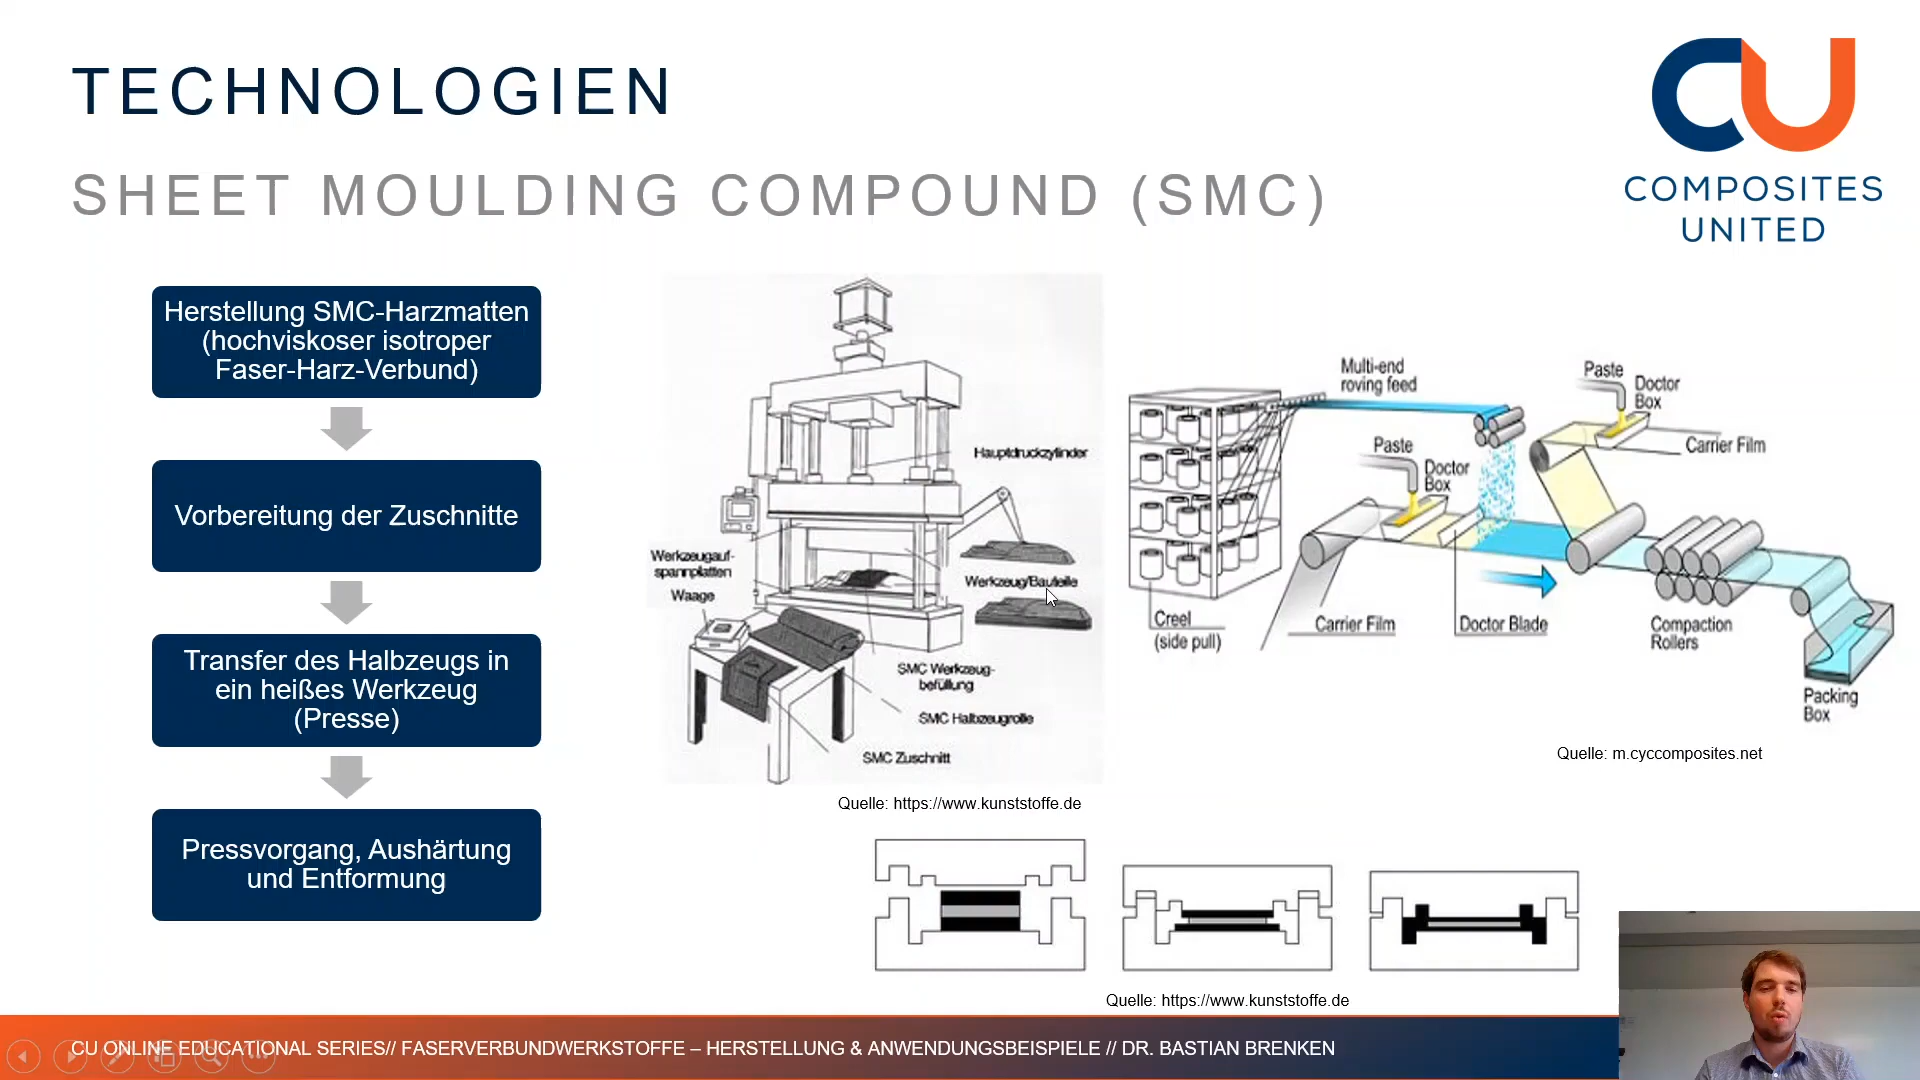 TECHNOLOGIEN
SHEET MOULDING COMPOUND (SMC)
CU
COMPOSITES
UNITED
Herstellung SMC-Harzmatten
(hochviskoser isotroper
Faser-Harz-Verbund)
Vorbereitung der Zuschnitte
Transfer des Halbzeugs in
ein heißes Werkzeug
(Presse)
Pressvorgang, Aushärtung
und Entformung
Hauptdruckzylinder
Werkzeugauf-
spannplatten
Waage
Werkzeug/Bauteile
SMC Werkzeug-
befüllung
SMC Halbzeugrolle
SMC Zuschnitt
Quelle: https://www.kunststoffe.de
Multi-end
roving feed
Paste
Doctor
Box
Carrier Film
Paste
Doctor
Box
Creel
(side pull)
Carrier Film
Doctor Blade
Compaction
Rollers
Packing
Box
Quelle: m.cyccomposites.net
Quelle: https://www.kunststoffe.de
CU ONLINE EDUCATIONAL SERIES// FASERVERBUNDWERKSTOFFE – HERSTELLUNG & ANWENDUNGSBEISPIELE // DR. BASTIAN BRENKEN